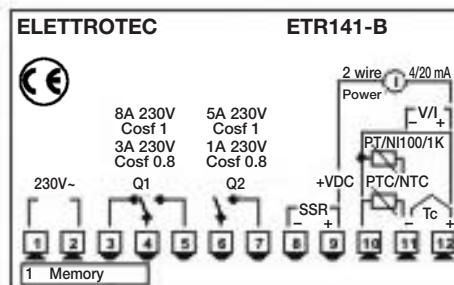 ELETTROTEC ETR141-B
CE
2 wire Power I 4/20 mA
8A 230V Cosf 1
5A 230V Cosf 1
− V/I +
3A 230V Cosf 0.8
1A 230V Cosf 0.8
PT/NI100/1K
230V~ Q1 Q2 +VDC PTC/NTC
− SSR + − Tc +
1 2 3 4 5 6 7 8 9 10 11 12
1 Memory